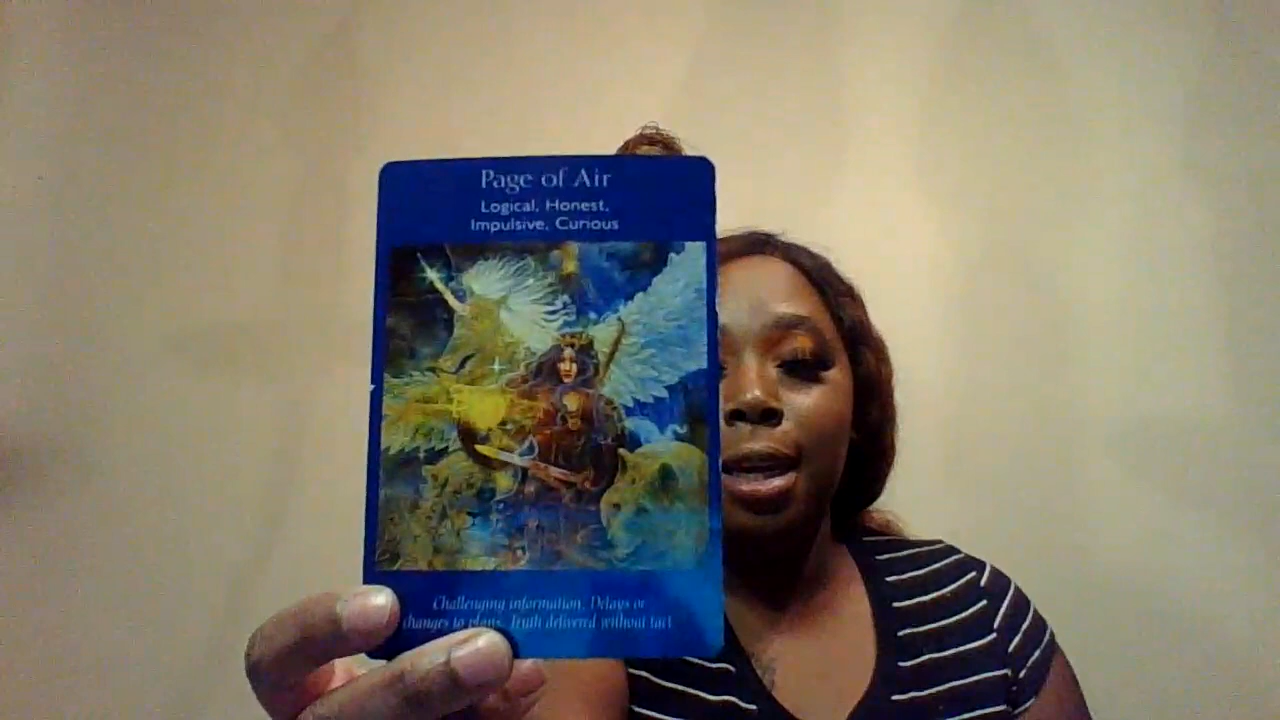 Page of Air
Logical, Honest,
Impulsive, Curious
Challenging information. Delays or
changes to plans. Truth delivered without tact.